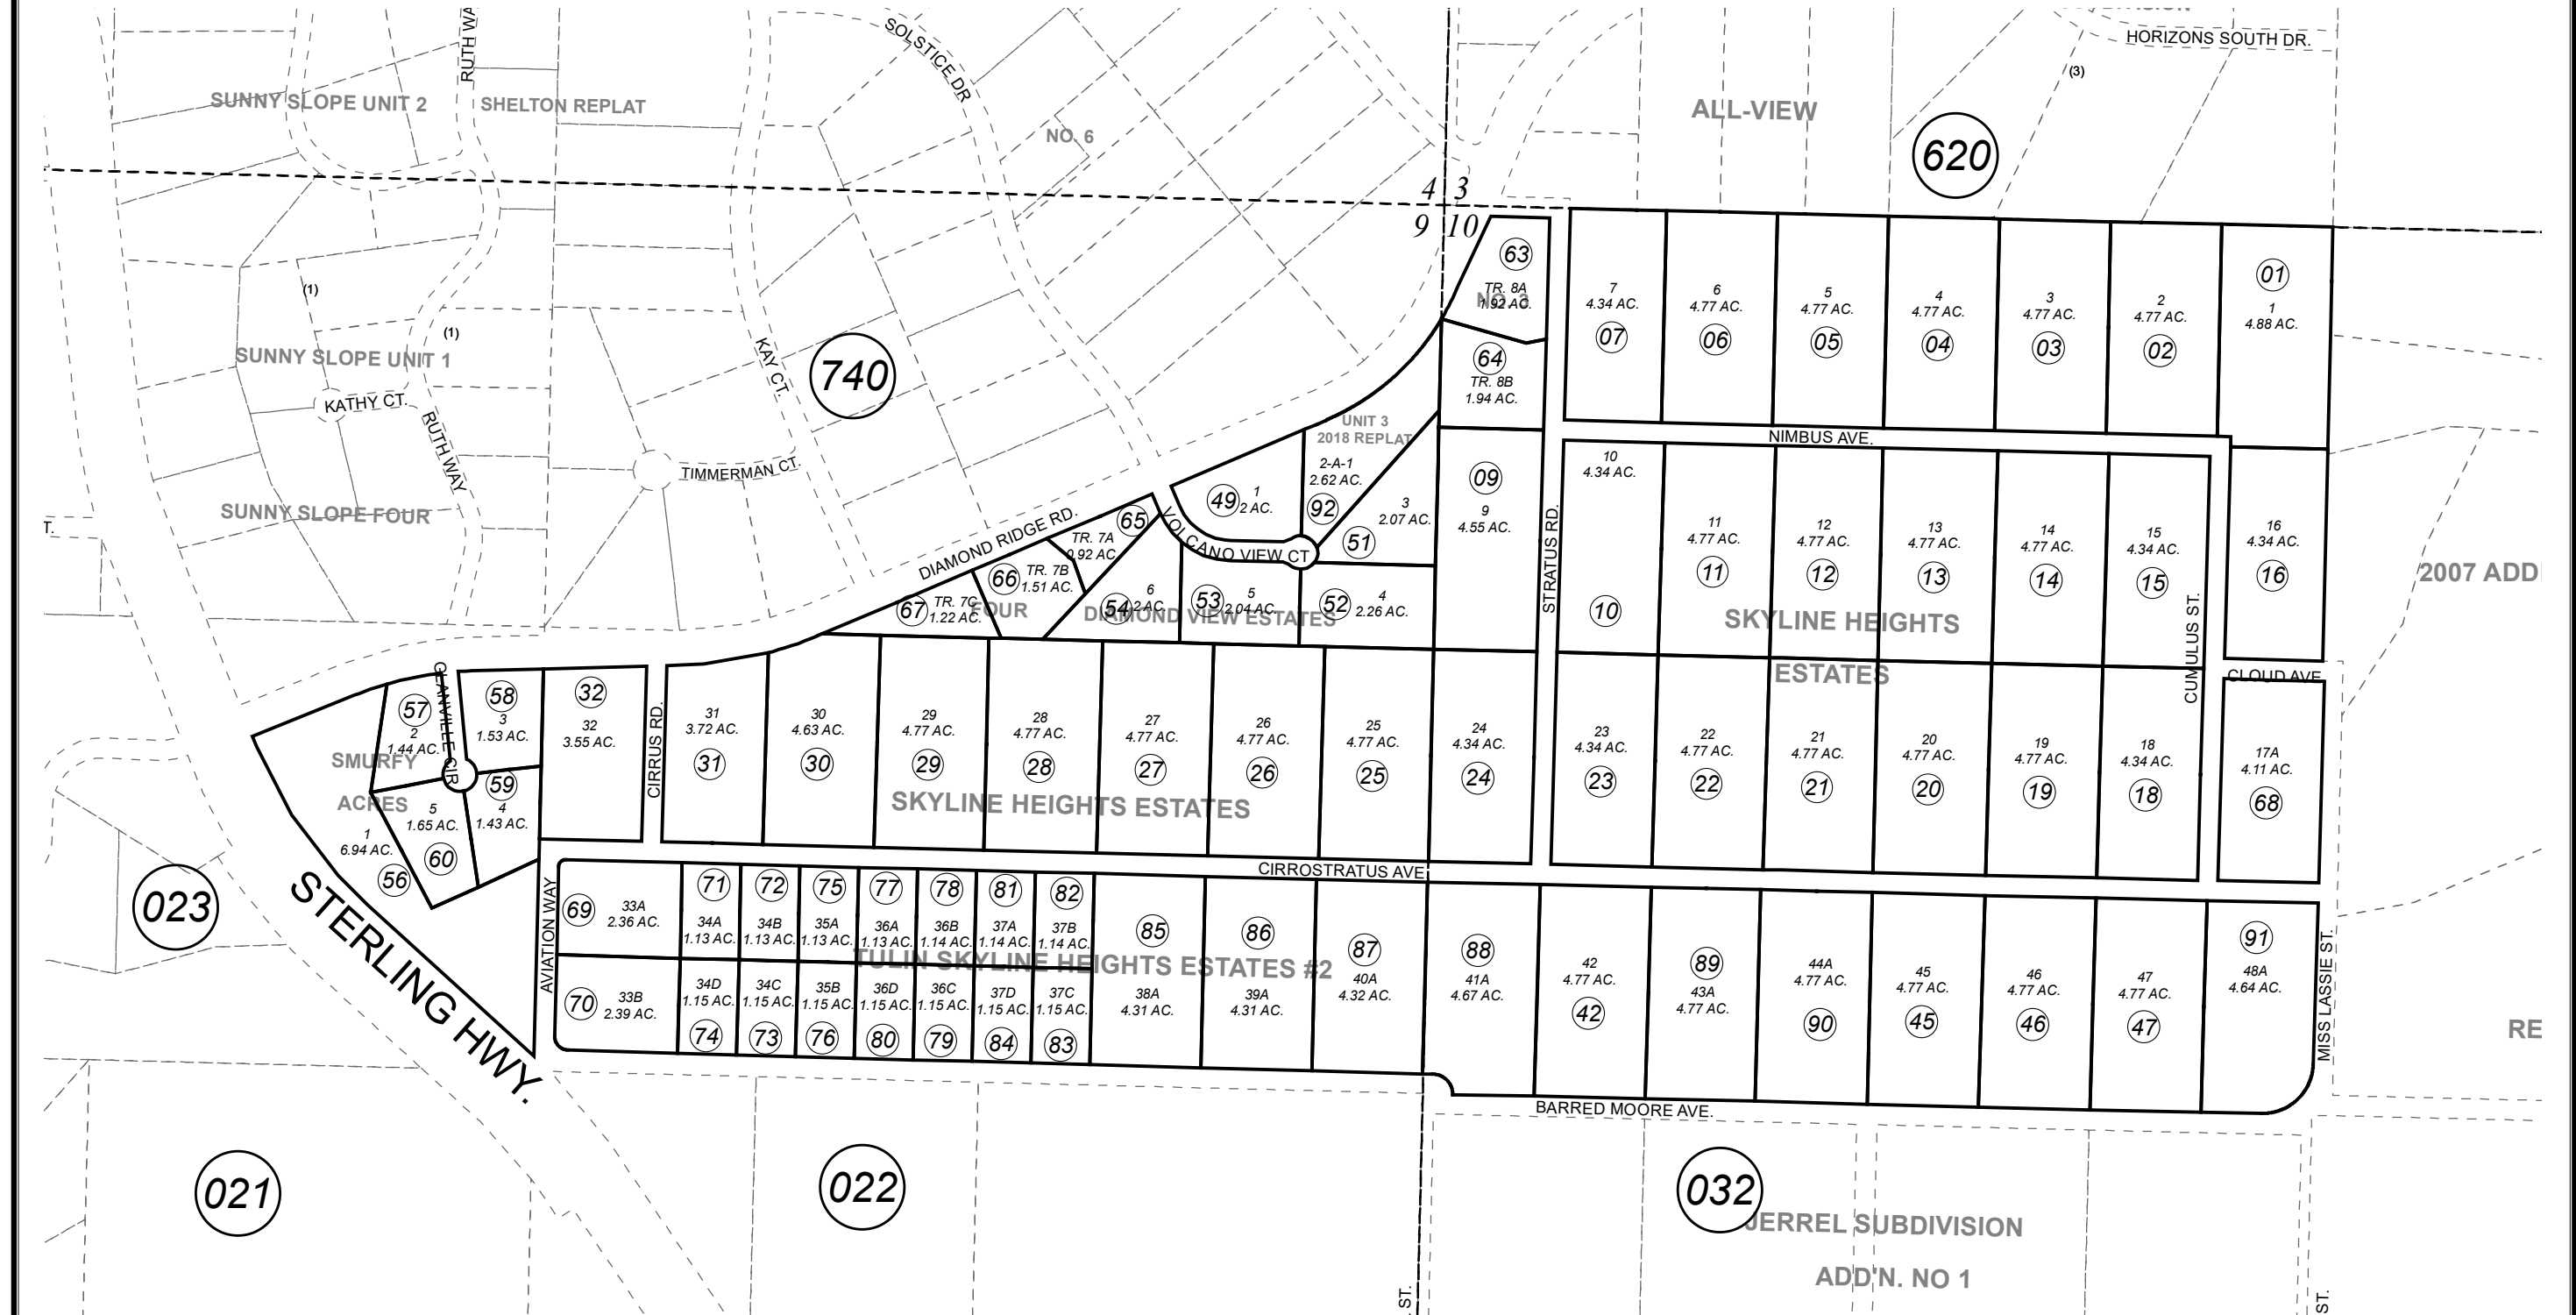 HORIZONS SOUTH DR.
(3)
RUTH WA
SOLSTICE DR
SUNNY SLOPE UNIT 2
SHELTON REPLAT
NO. 6
ALL-VIEW
620
4 3
9 10
63
TR. 8A
1.92 AC.
NO. 3
7
4.34 AC.
07
6
4.77 AC.
06
5
4.77 AC.
05
4
4.77 AC.
04
3
4.77 AC.
03
2
4.77 AC.
02
01
1
4.88 AC.
(1)
(1)
SUNNY SLOPE UNIT 1
KATHY CT.
RUTH WAY
KAY CT.
740
TIMMERMAN CT.
SUNNY SLOPE FOUR
T.
64
TR. 8B
1.94 AC.
UNIT 3
2018 REPLAT
NIMBUS AVE.
DIAMOND RIDGE RD.
VOLCANO VIEW CT
49
1
2 AC.
2-A-1
2.62 AC.
92
3
2.07 AC.
51
09
9
4.55 AC.
STRATUS RD.
65
TR. 7A
0.92 AC.
66
TR. 7B
1.51 AC.
67
TR. 7C
1.22 AC.
FOUR
54
6
2 AC.
53
5
2.04 AC.
52
4
2.26 AC.
DIAMOND VIEW ESTATES
10
4.34 AC.
10
11
4.77 AC.
11
12
4.77 AC.
12
13
4.77 AC.
13
14
4.77 AC.
14
15
4.34 AC.
15
CUMULUS ST.
16
4.34 AC.
16
2007 ADD
SKYLINE HEIGHTS
ESTATES
CLOUD AVE
GLANVILLE CIR
57
2
1.44 AC.
58
3
1.53 AC.
SMURFY
ACRES
59
4
1.43 AC.
5
1.65 AC.
60
1
6.94 AC.
56
32
32
3.55 AC.
CIRRUS RD.
31
3.72 AC.
31
30
4.63 AC.
30
29
4.77 AC.
29
28
4.77 AC.
28
27
4.77 AC.
27
26
4.77 AC.
26
25
4.77 AC.
25
24
4.34 AC.
24
23
4.34 AC.
23
22
4.77 AC.
22
21
4.77 AC.
21
20
4.77 AC.
20
19
4.77 AC.
19
18
4.34 AC.
18
17A
4.11 AC.
68
SKYLINE HEIGHTS ESTATES
CIRROSTRATUS AVE
023
STERLING HWY.
AVIATION WAY
69
33A
2.36 AC.
70
33B
2.39 AC.
71
34A
1.13 AC.
72
34B
1.13 AC.
75
35A
1.13 AC.
77
36A
1.13 AC.
78
36B
1.14 AC.
81
37A
1.14 AC.
82
37B
1.14 AC.
TULIN SKYLINE HEIGHTS ESTATES #2
34D
1.15 AC.
74
34C
1.15 AC.
73
35B
1.15 AC.
76
36D
1.15 AC.
80
36C
1.15 AC.
79
37D
1.15 AC.
84
37C
1.15 AC.
83
85
38A
4.31 AC.
86
39A
4.31 AC.
87
40A
4.32 AC.
88
41A
4.67 AC.
42
4.77 AC.
42
89
43A
4.77 AC.
44A
4.77 AC.
90
45
4.77 AC.
45
46
4.77 AC.
46
47
4.77 AC.
47
91
48A
4.64 AC.
MISS LASSIE ST.
RE
BARRED MOORE AVE.
021
022
032
JERREL SUBDIVISION
ADD'N. NO 1
ST.
ST.